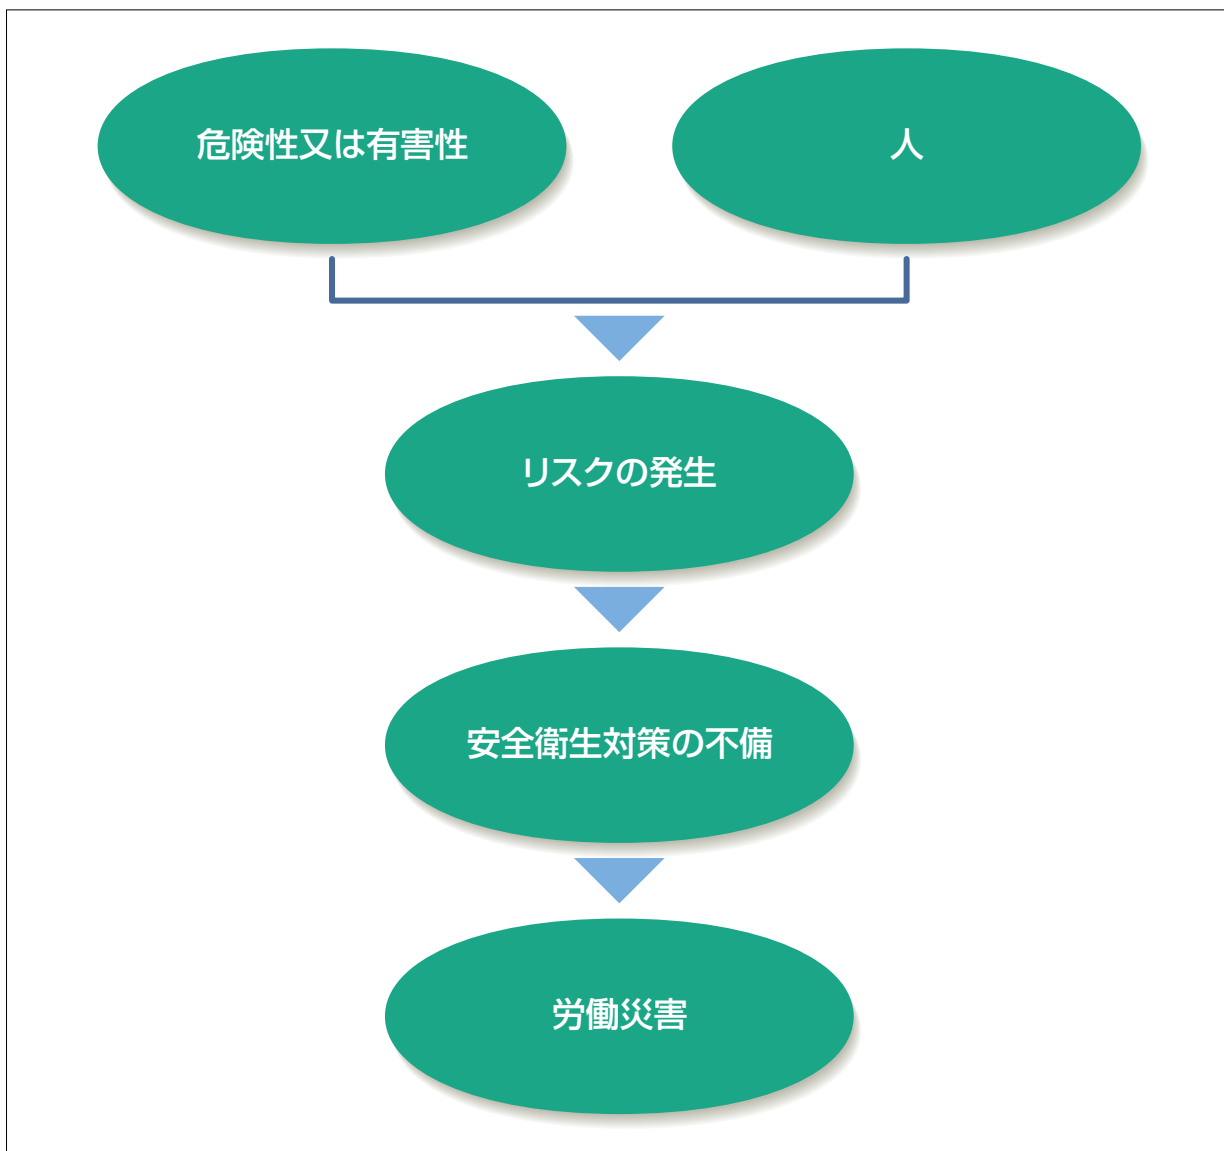 危険性又は有害性
人
リスクの発生
安全衛生対策の不備
労働災害